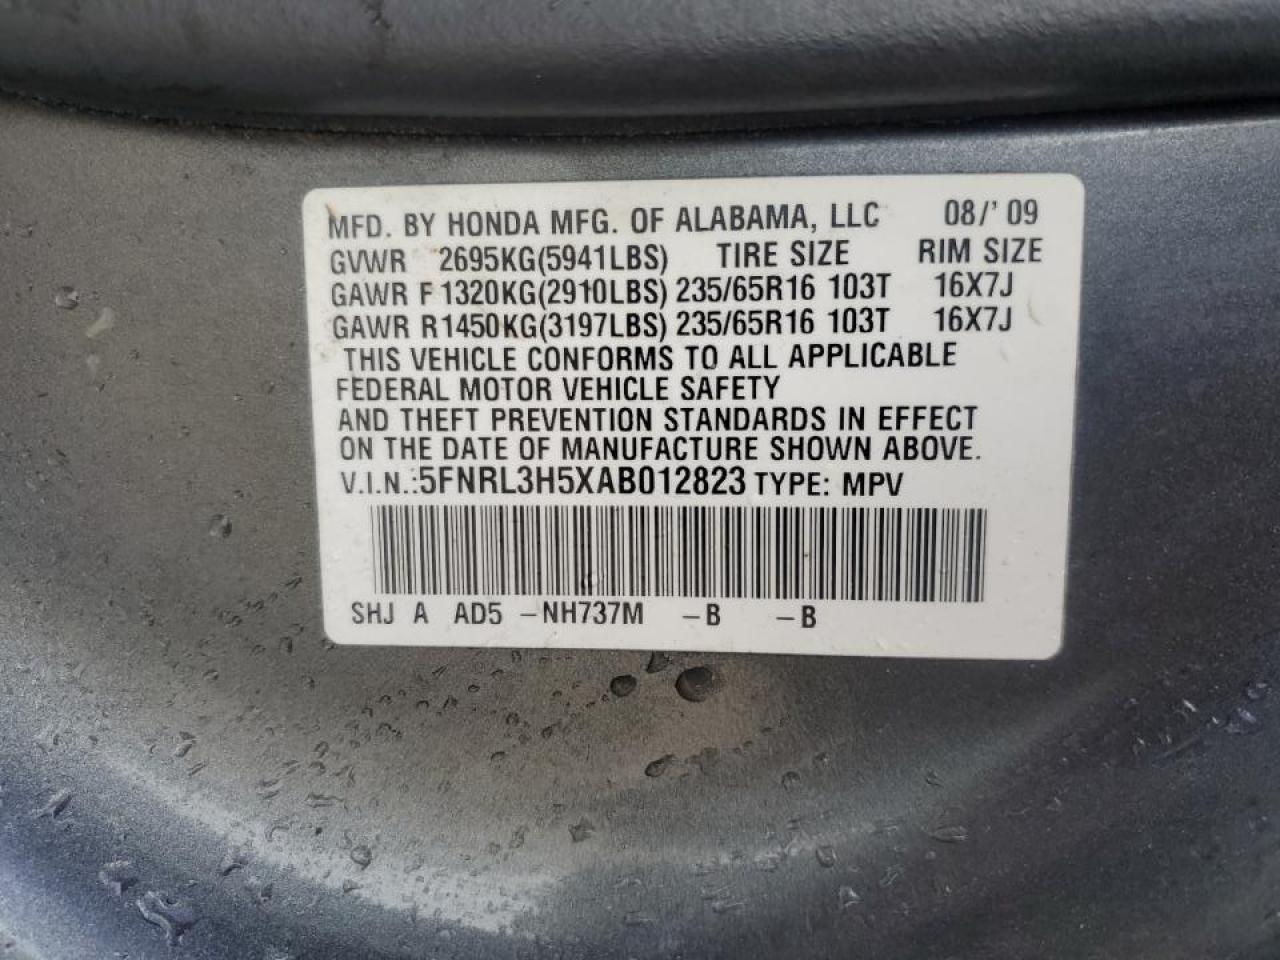 MFD. BY HONDA MFG. OF ALABAMA, LLC 08/' 09
GVWR 2695KG(5941LBS) TIRE SIZE RIM SIZE
GAWR F 1320KG(2910LBS) 235/65R16 103T 16X7J
GAWR R1450KG(3197LBS) 235/65R16 103T 16X7J
THIS VEHICLE CONFORMS TO ALL APPLICABLE
FEDERAL MOTOR VEHICLE SAFETY
AND THEFT PREVENTION STANDARDS IN EFFECT
ON THE DATE OF MANUFACTURE SHOWN ABOVE.
V.I.N.:5FNRL3H5XAB012823 TYPE: MPV
SHJ A AD5 -NH737M -B -B